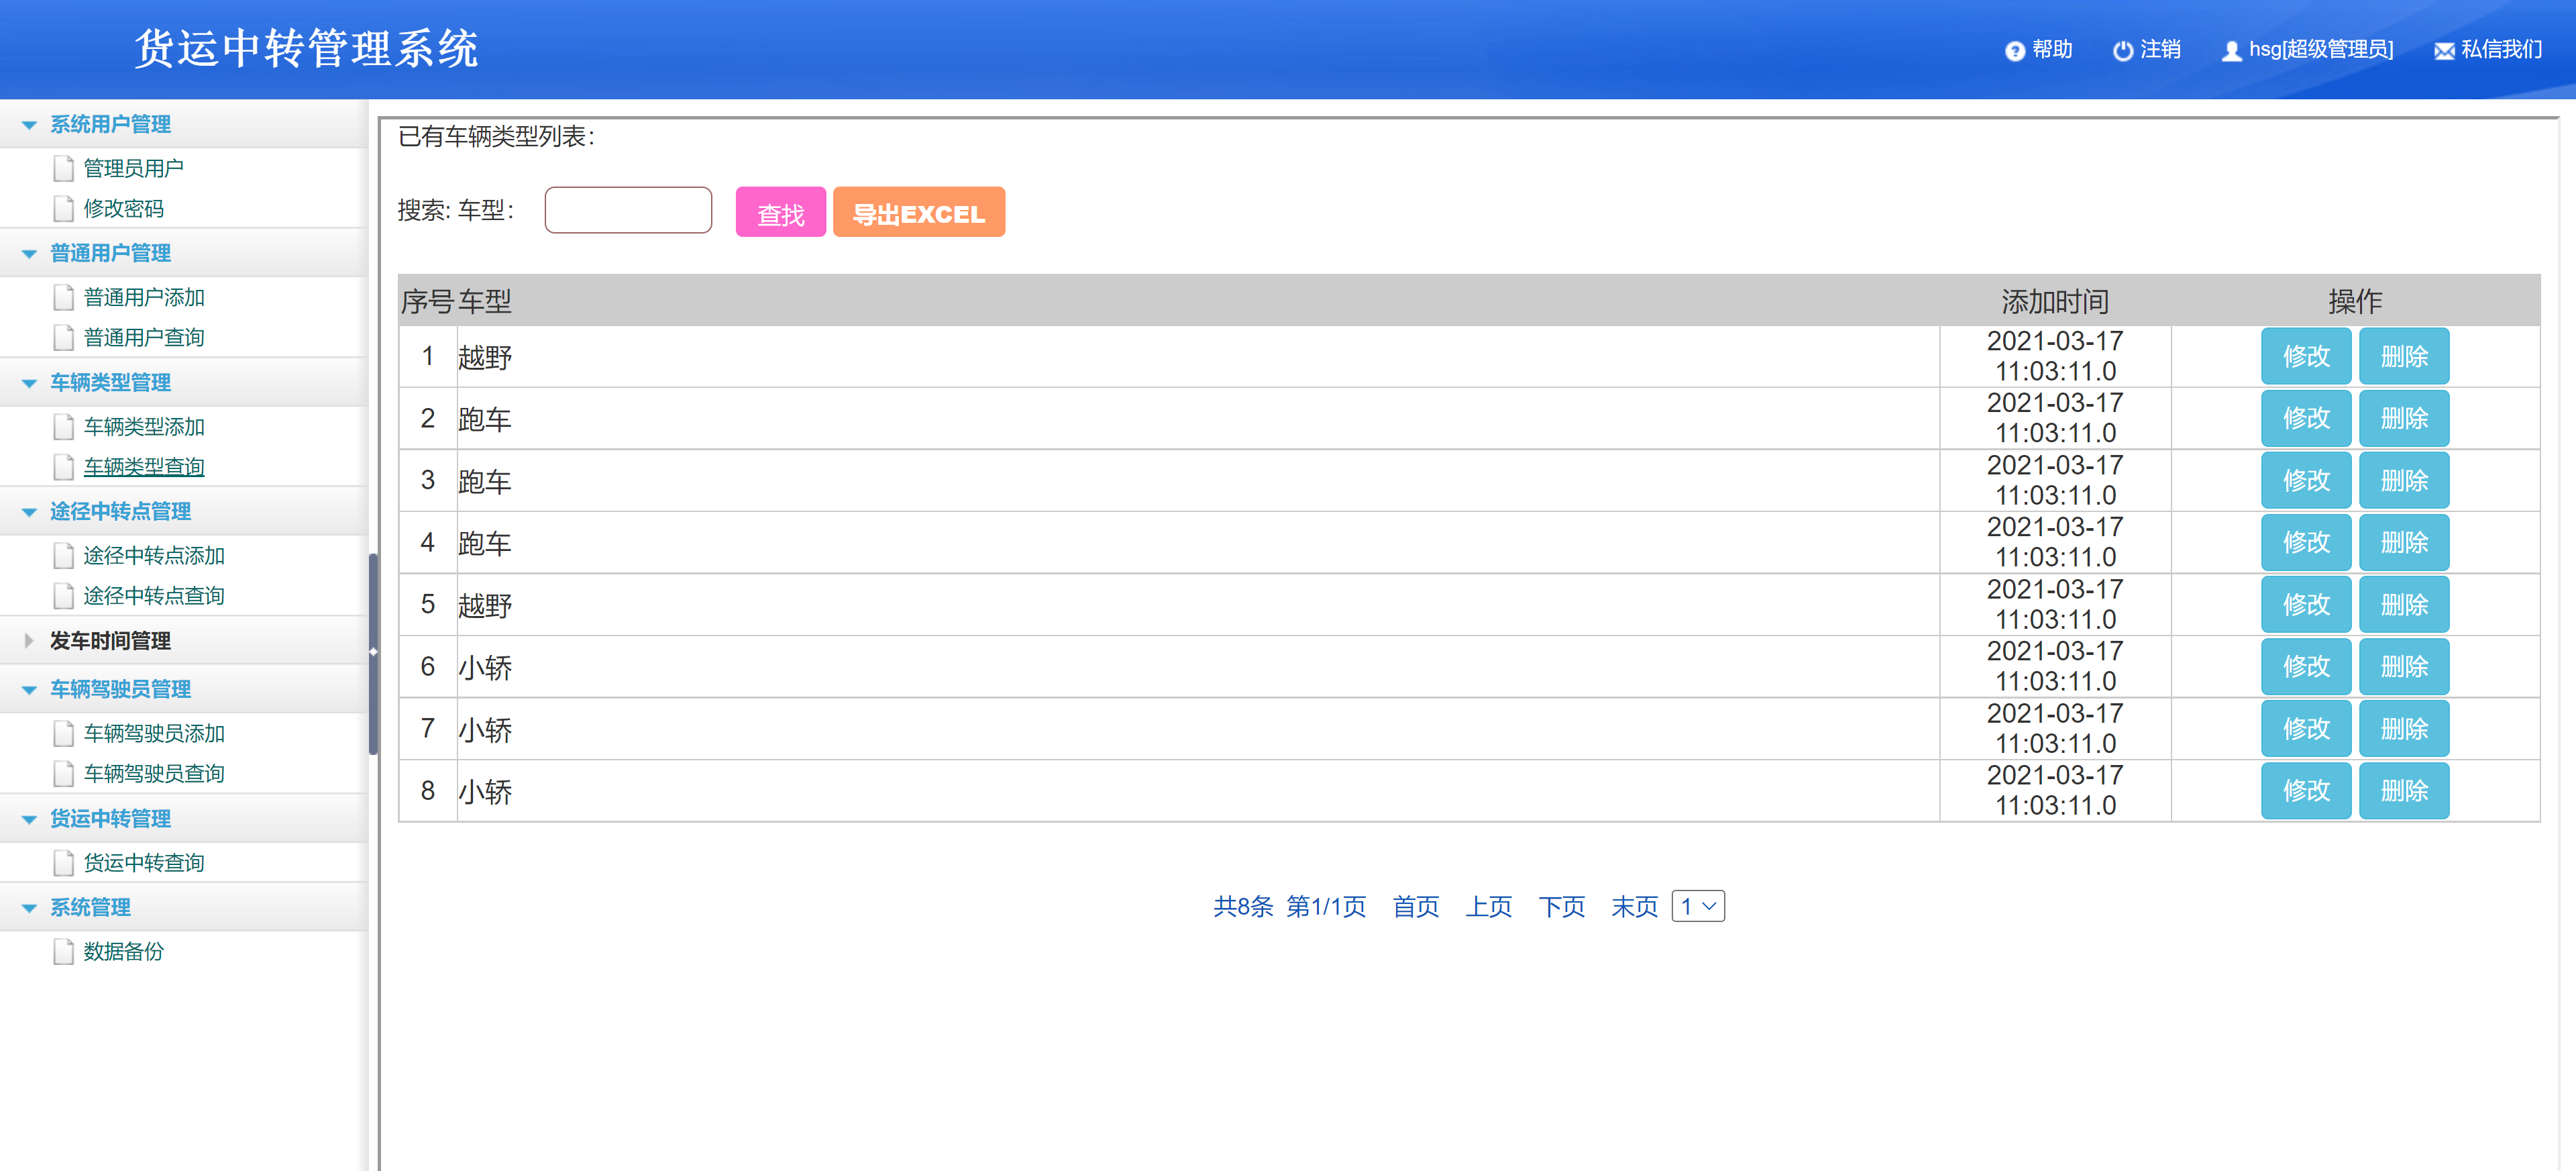 货运中转管理系统
帮助 注销 hsg[超级管理员] 私信我们
系统用户管理
管理员用户
修改密码
普通用户管理
普通用户添加
普通用户查询
车辆类型管理
车辆类型添加
车辆类型查询
途径中转点管理
途径中转点添加
途径中转点查询
发车时间管理
车辆驾驶员管理
车辆驾驶员添加
车辆驾驶员查询
货运中转管理
货运中转查询
系统管理
数据备份
已有车辆类型列表：
搜索: 车型： 查找 导出EXCEL
序号 车型 添加时间 操作
1 越野 2021-03-17 11:03:11.0 修改 删除
2 跑车 2021-03-17 11:03:11.0 修改 删除
3 跑车 2021-03-17 11:03:11.0 修改 删除
4 跑车 2021-03-17 11:03:11.0 修改 删除
5 越野 2021-03-17 11:03:11.0 修改 删除
6 小轿 2021-03-17 11:03:11.0 修改 删除
7 小轿 2021-03-17 11:03:11.0 修改 删除
8 小轿 2021-03-17 11:03:11.0 修改 删除
共8条 第1/1页 首页 上页 下页 末页 1